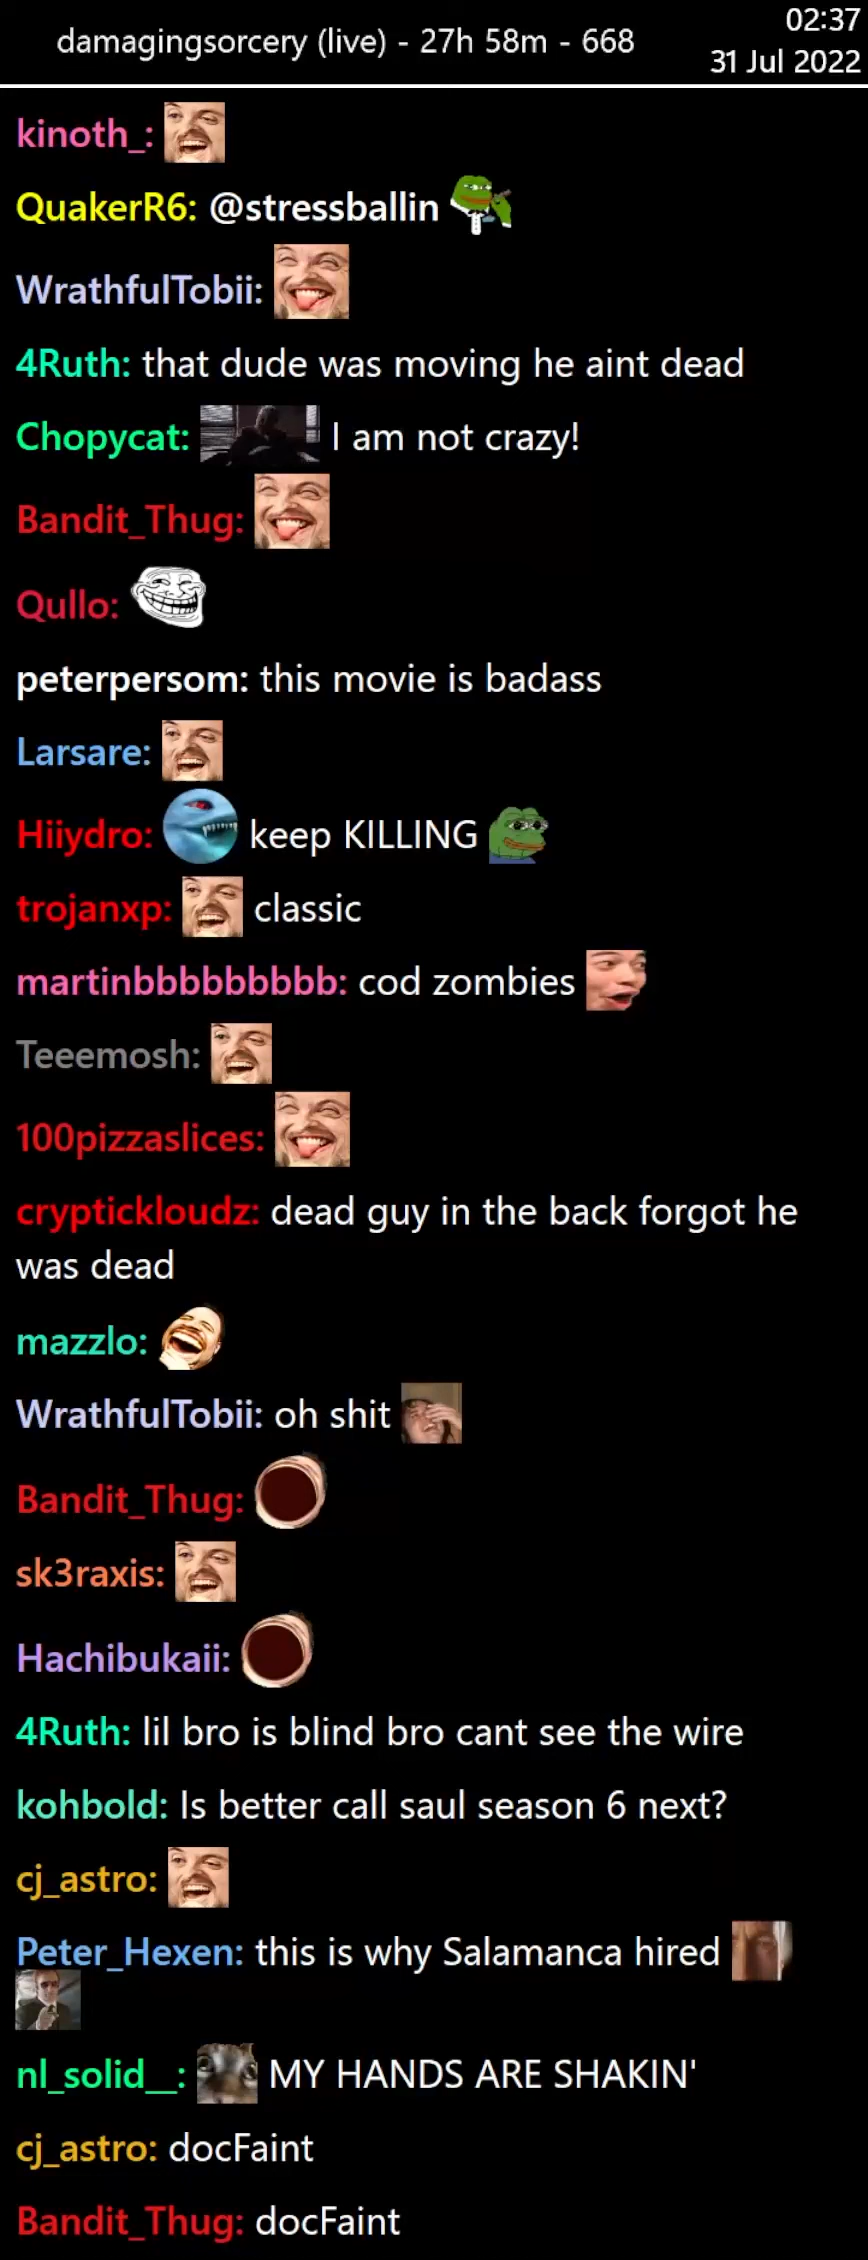 damagingsorcery (live) - 27h 58m - 668
02:37
31 Jul 2022
kinoth_:
QuakerR6: @stressballin
WrathfulTobii:
4Ruth: that dude was moving he aint dead
Chopycat: I am not crazy!
Bandit_Thug:
Qullo:
peterpersom: this movie is badass
Larsare:
Hiiydro: keep KILLING
trojanxp: classic
martinbbbbbbbbb: cod zombies
Teeemosh:
100pizzaslices:
cryptickloudz: dead guy in the back forgot he
was dead
mazzlo:
WrathfulTobii: oh shit
Bandit_Thug:
sk3raxis:
Hachibukaii:
4Ruth: lil bro is blind bro cant see the wire
kohbold: Is better call saul season 6 next?
cj_astro:
Peter_Hexen: this is why Salamanca hired
nl_solid__: MY HANDS ARE SHAKIN'
cj_astro: docFaint
Bandit_Thug: docFaint